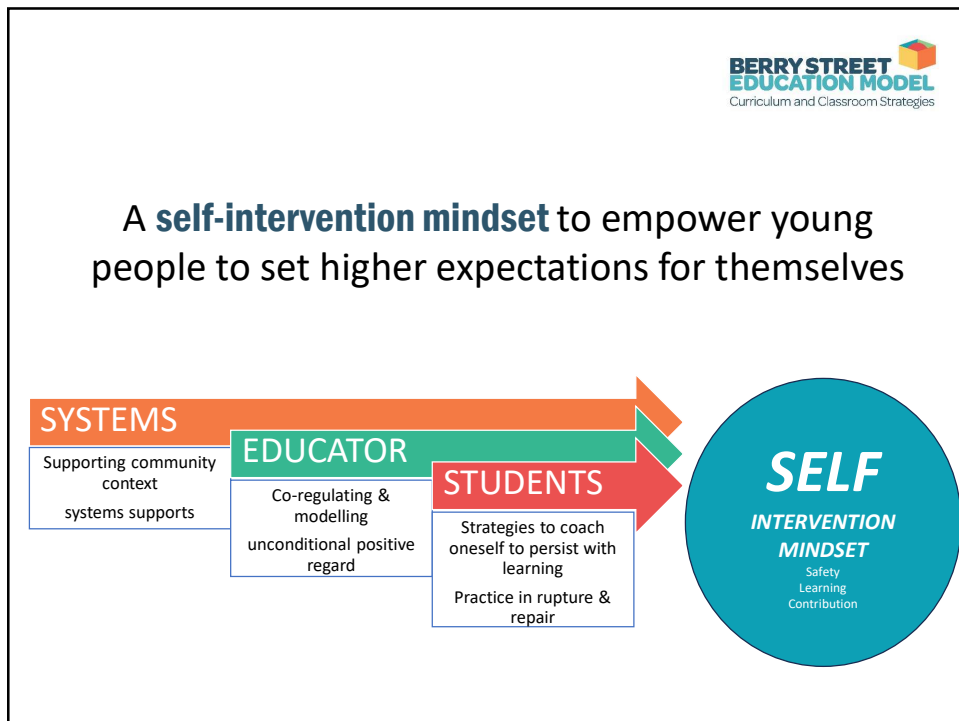 BERRY STREET
EDUCATION MODEL
Curriculum and Classroom Strategies
A self-intervention mindset to empower young
people to set higher expectations for themselves
SYSTEMS
Supporting community
context
systems supports
EDUCATOR
Co-regulating &
modelling
unconditional positive
regard
STUDENTS
Strategies to coach
oneself to persist with
learning
Practice in rupture &
repair
SELF
INTERVENTION
MINDSET
Safety
Learning
Contribution